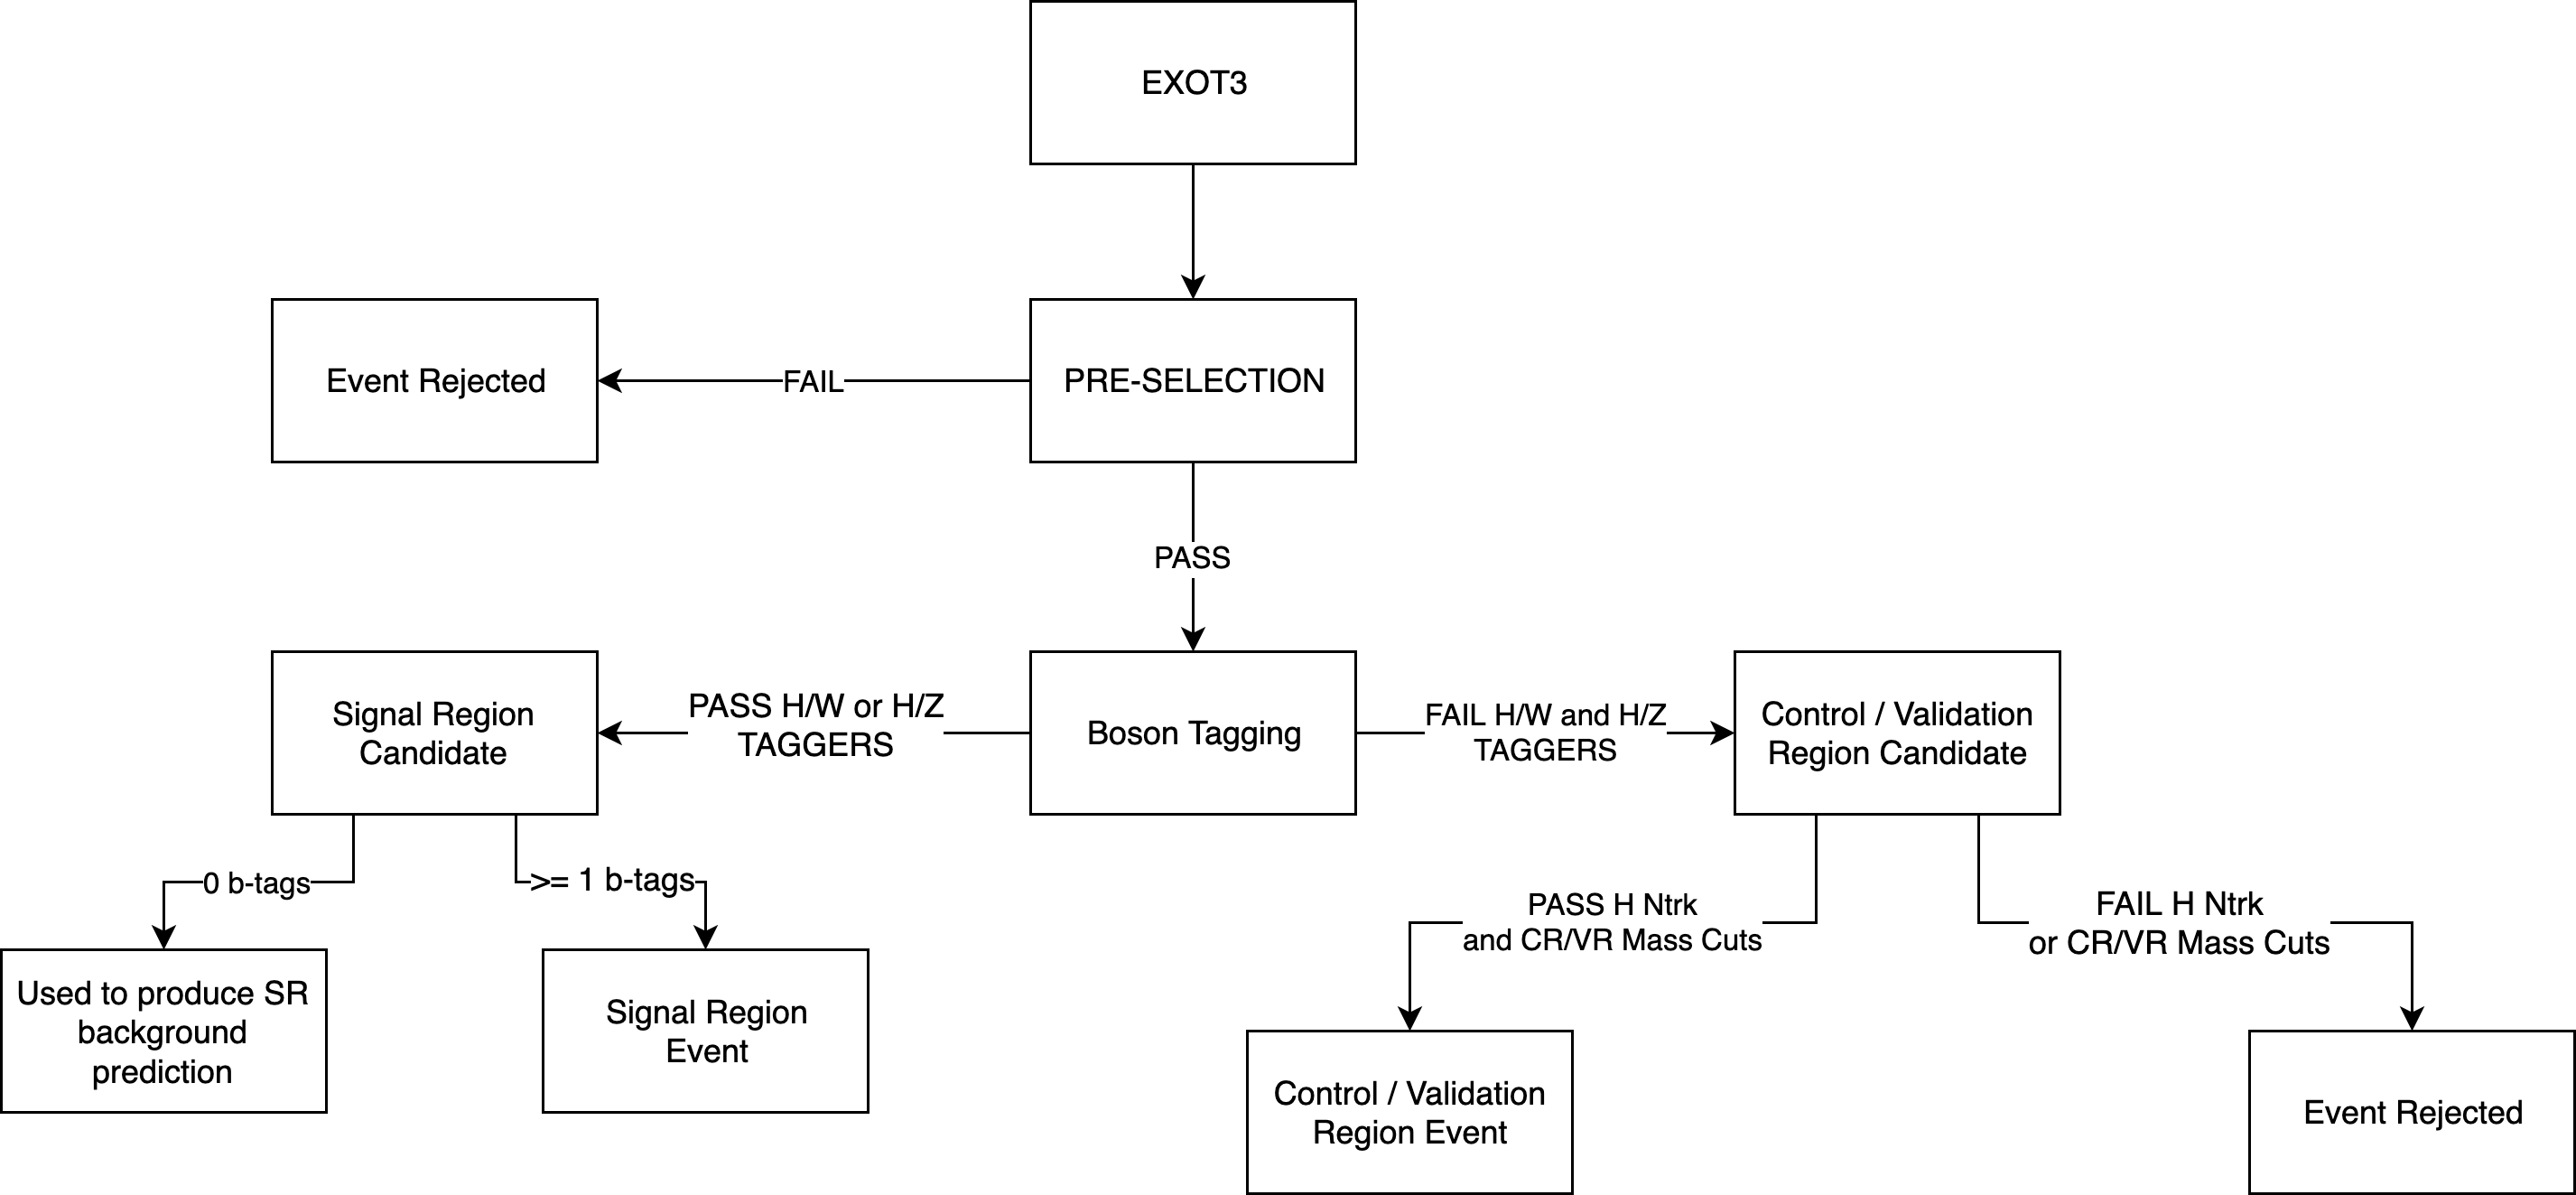 EXOT3
Event Rejected
FAIL
PRE-SELECTION
PASS
Signal Region
Candidate
PASS H/W or H/Z
TAGGERS
Boson Tagging
FAIL H/W and H/Z
TAGGERS
Control / Validation
Region Candidate
0 b-tags
>= 1 b-tags
PASS H Ntrk
and CR/VR Mass Cuts
FAIL H Ntrk
or CR/VR Mass Cuts
Used to produce SR
background
prediction
Signal Region
Event
Control / Validation
Region Event
Event Rejected